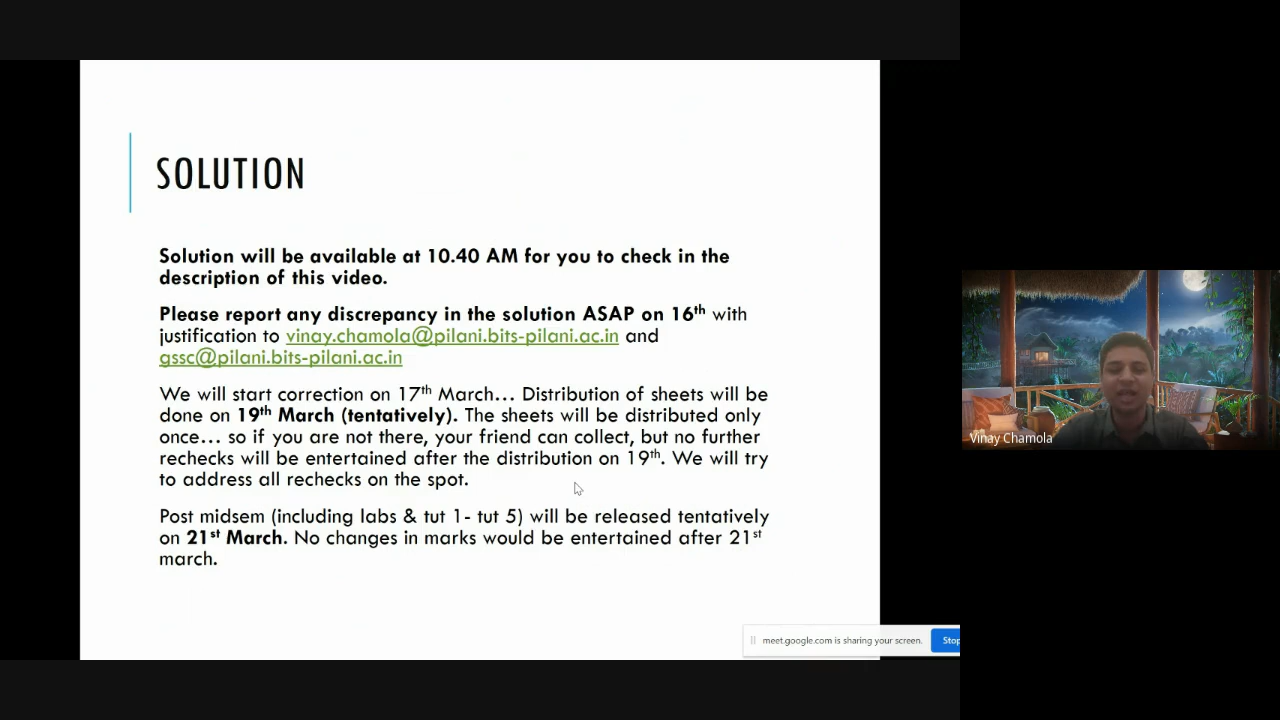 SOLUTION
Solution will be available at 10.40 AM for you to check in the
description of this video.
Please report any discrepancy in the solution ASAP on 16th with
justification to vinay.chamola@pilani.bits-pilani.ac.in and
gssc@pilani.bits-pilani.ac.in
We will start correction on 17th March... Distribution of sheets will be
done on 19th March (tentatively). The sheets will be distributed only
once... so if you are not there, your friend can collect, but no further
rechecks will be entertained after the distribution on 19th. We will try
to address all rechecks on the spot.
Post midsem (including labs & tut 1- tut 5) will be released tentatively
on 21st March. No changes in marks would be entertained after 21st
march.
meet.google.com is sharing your screen. Stop
Vinay Chamola